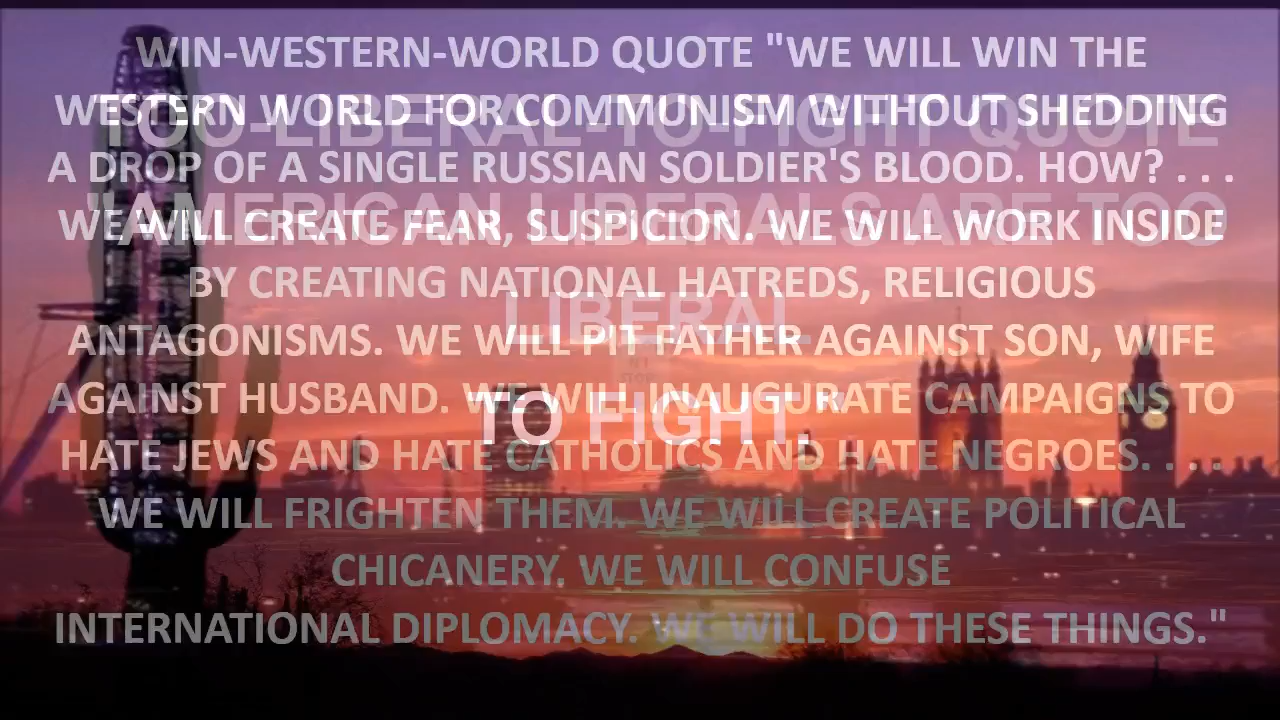 WIN-WESTERN-WORLD QUOTE "WE WILL WIN THE
WESTERN WORLD FOR COMMUNISM WITHOUT SHEDDING
A DROP OF A SINGLE RUSSIAN SOLDIER'S BLOOD. HOW? . . .
WE WILL CREATE FEAR, SUSPICION. WE WILL WORK INSIDE
BY CREATING NATIONAL HATREDS, RELIGIOUS
ANTAGONISMS. WE WILL PIT FATHER AGAINST SON, WIFE
AGAINST HUSBAND. WE WILL INAUGURATE CAMPAIGNS TO
HATE JEWS AND HATE CATHOLICS AND HATE NEGROES. . . .
WE WILL FRIGHTEN THEM. WE WILL CREATE POLITICAL
CHICANERY. WE WILL CONFUSE
INTERNATIONAL DIPLOMACY. WE WILL DO THESE THINGS."
TOO-LIBERAL-TO-FIGHT QUOTE
"AMERICAN LIBERALS ARE TOO
LIBERAL
TO FIGHT."